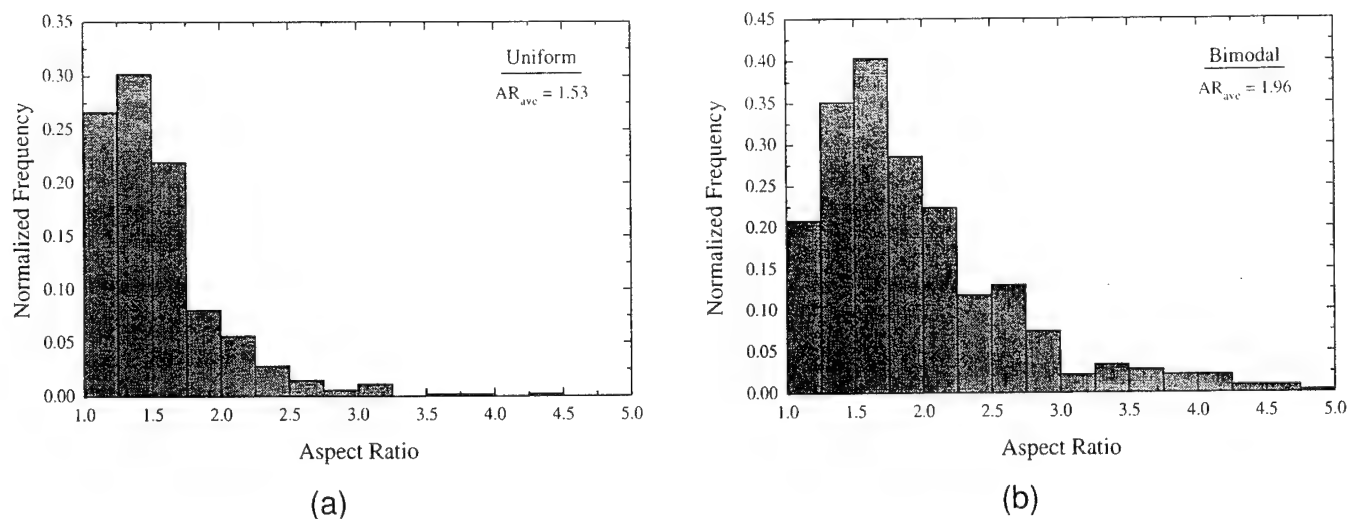 0.35
0.30
0.25
0.20
0.15
0.10
0.05
0.00
Normalized Frequency
Uniform
AR_ave = 1.53
1.0 1.5 2.0 2.5 3.0 3.5 4.0 4.5 5.0
Aspect Ratio
(a)
0.45
0.40
0.35
0.30
0.25
0.20
0.15
0.10
0.05
0.00
Normalized Frequency
Bimodal
AR_ave = 1.96
1.0 1.5 2.0 2.5 3.0 3.5 4.0 4.5 5.0
Aspect Ratio
(b)